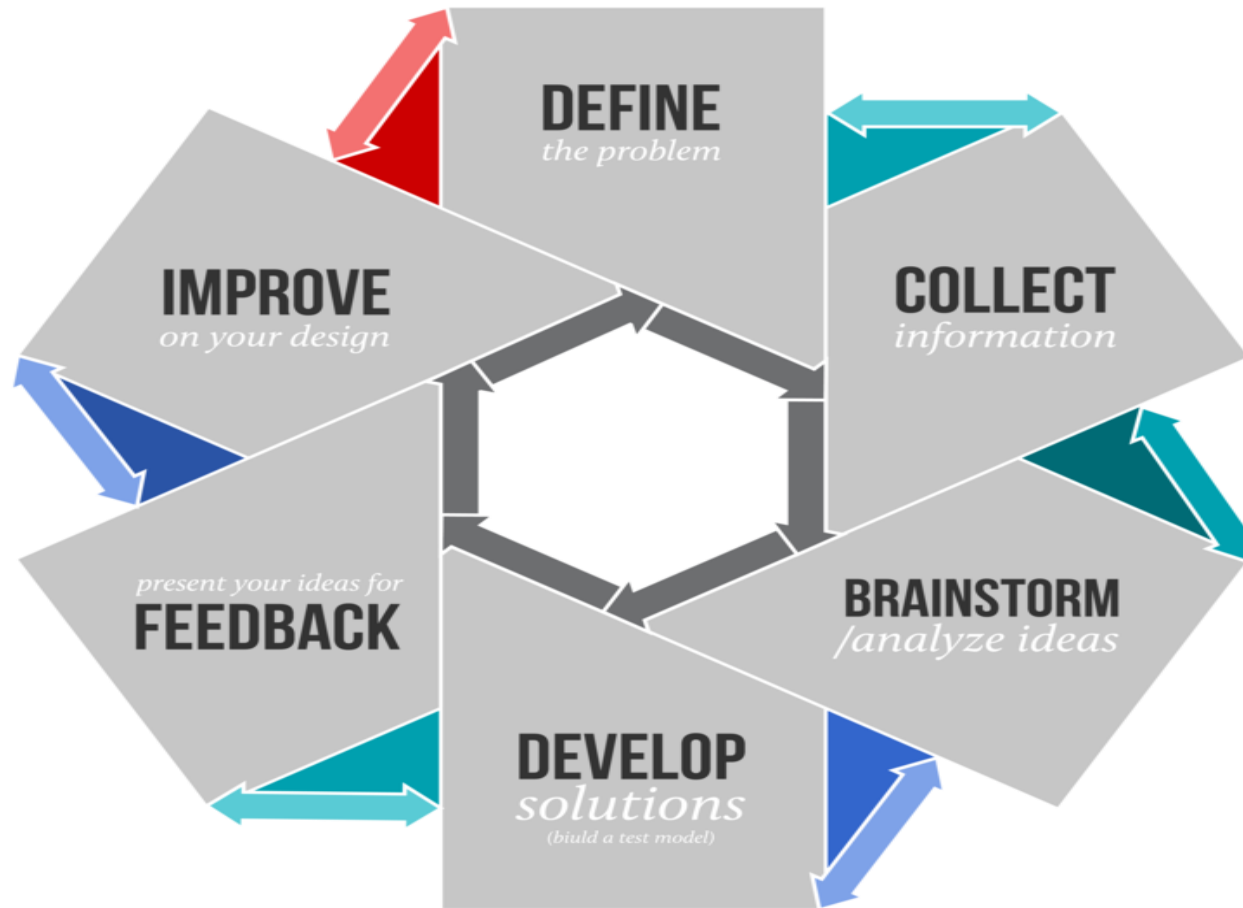 DEFINE
the problem
COLLECT
information
BRAINSTORM
/analyze ideas
DEVELOP
solutions
(biuld a test model)
present your ideas for
FEEDBACK
IMPROVE
on your design